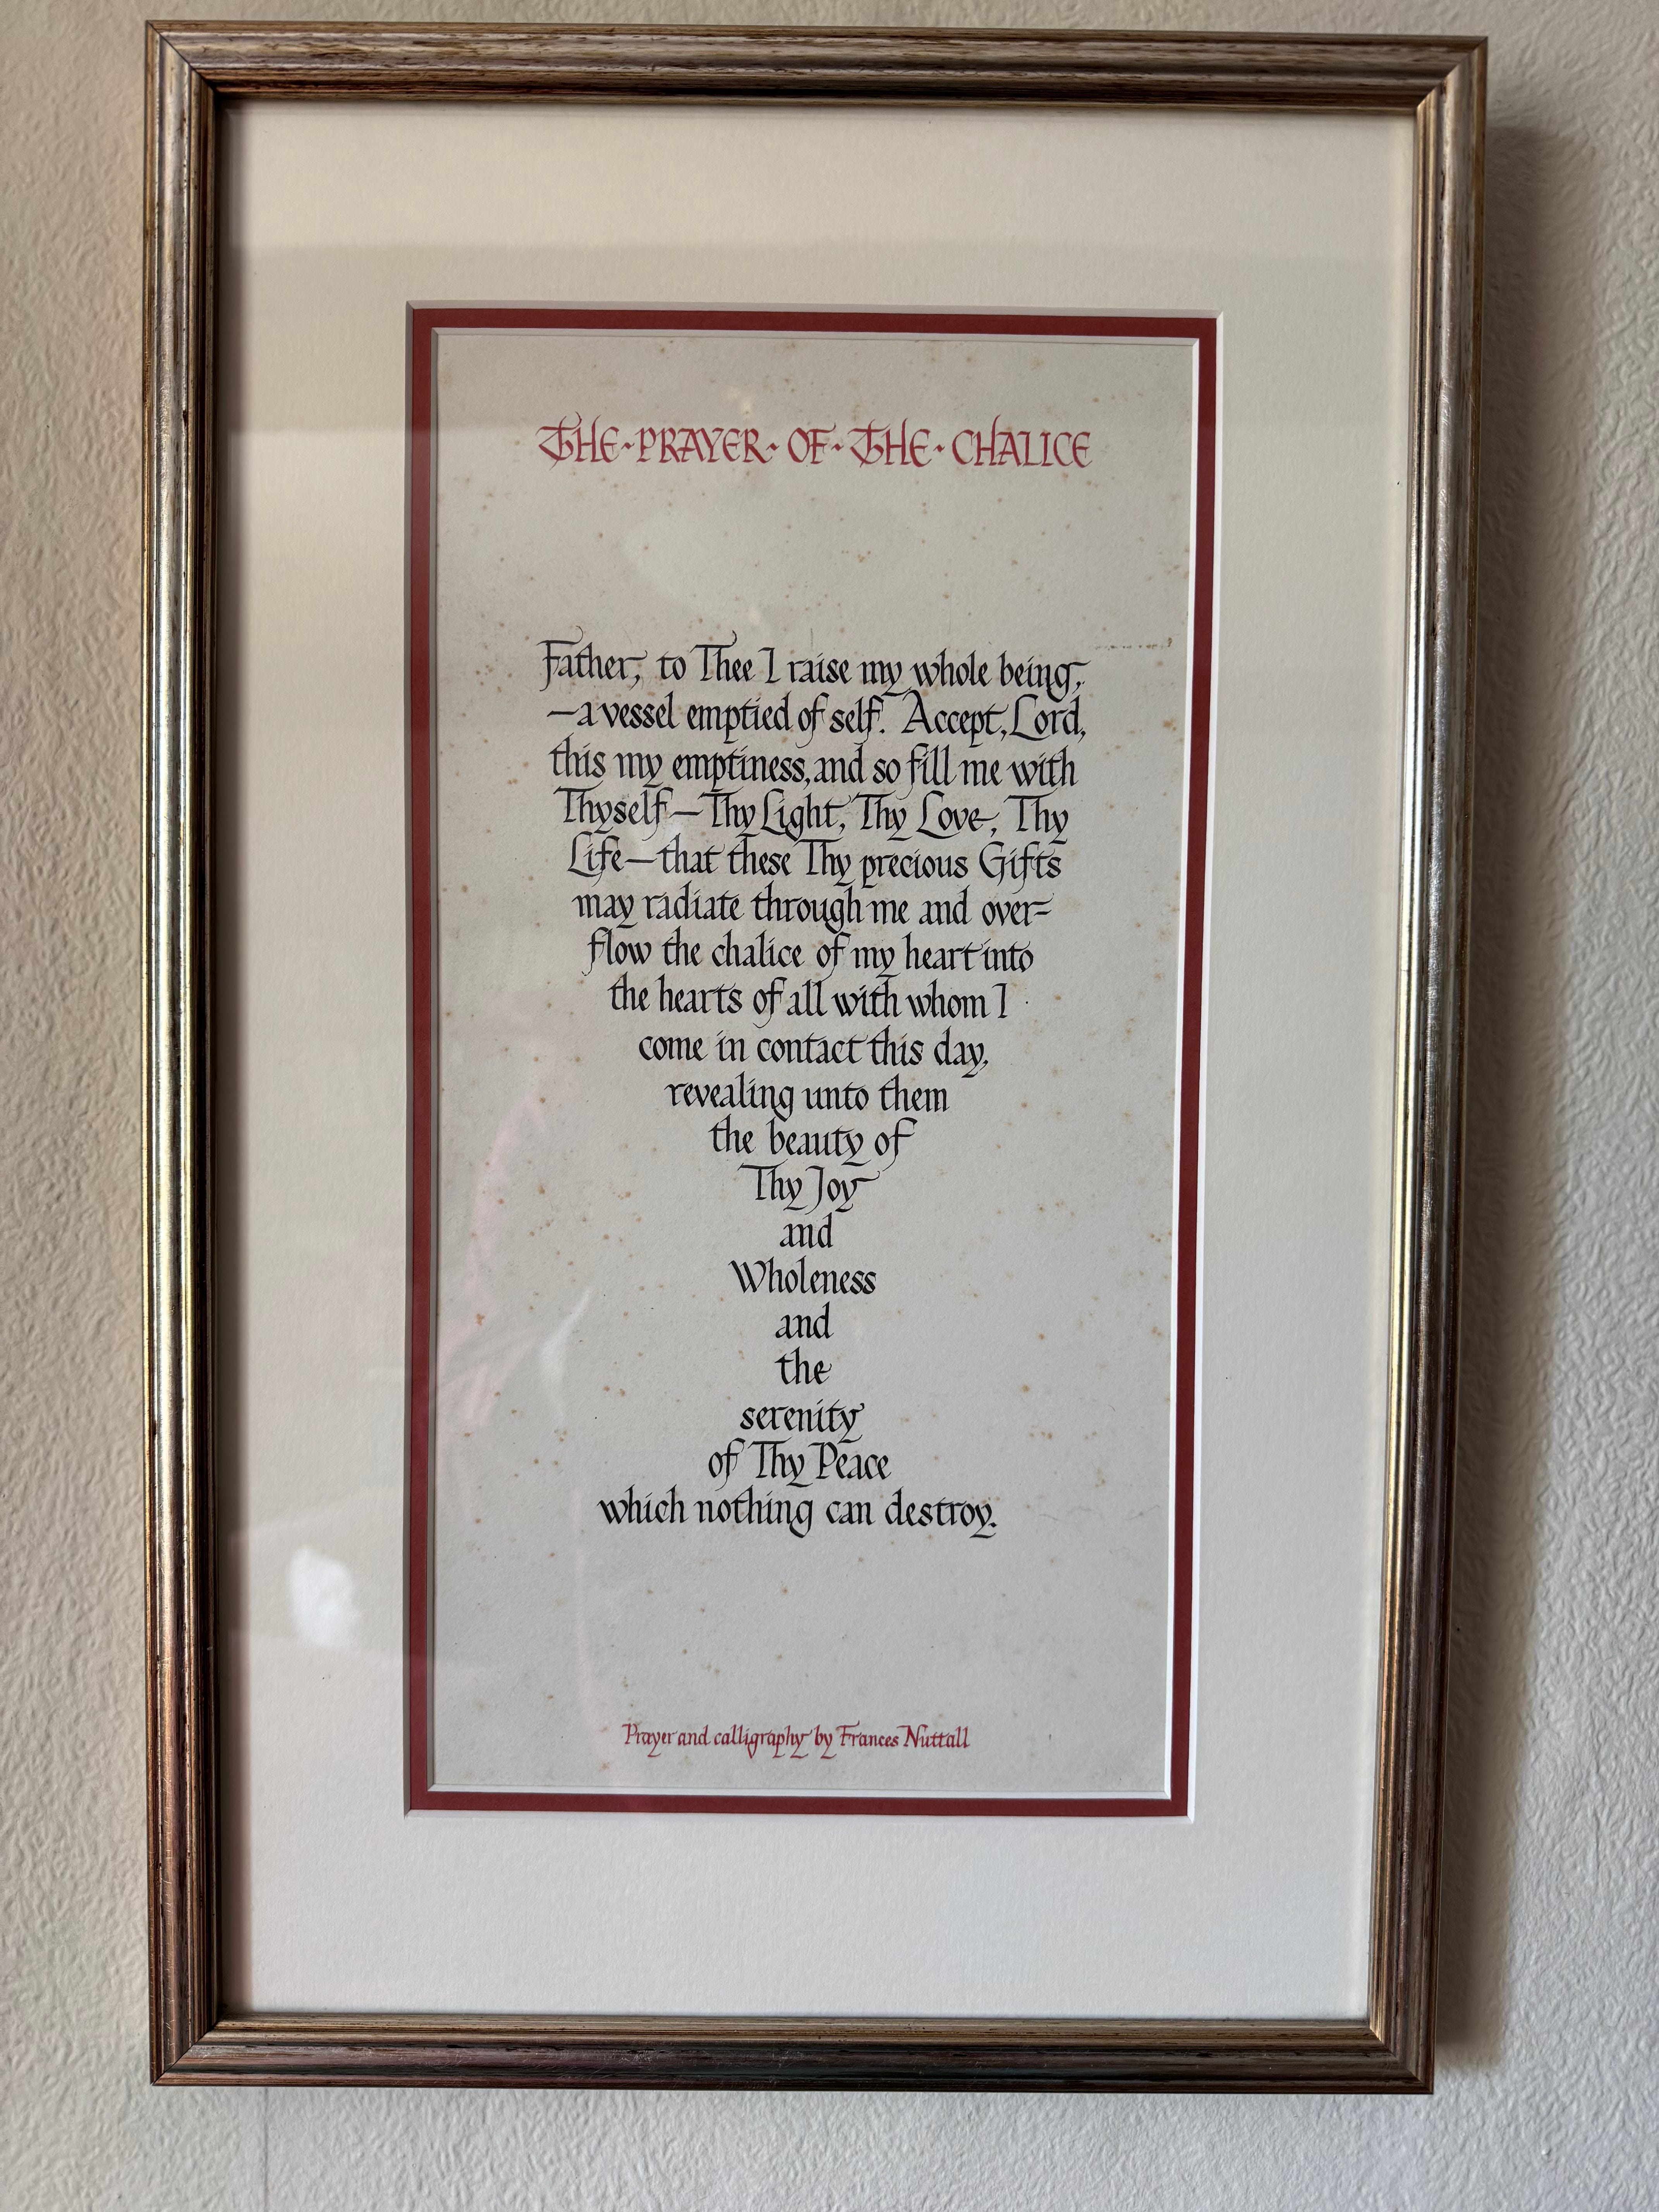 THE · PRAYER · OF · THE · CHALICE
Father, to Thee I raise my whole being,
—a vessel emptied of self. Accept, Lord,
this my emptiness, and so fill me with
Thyself—Thy Light, Thy Love, Thy
Life—that these Thy precious Gifts
may radiate through me and over-
flow the chalice of my heart into
the hearts of all with whom I
come in contact this day,
revealing unto them
the beauty of
Thy Joy
and
Wholeness
and
the
serenity
of Thy Peace
which nothing can destroy.
Prayer and calligraphy by Frances Nuttall